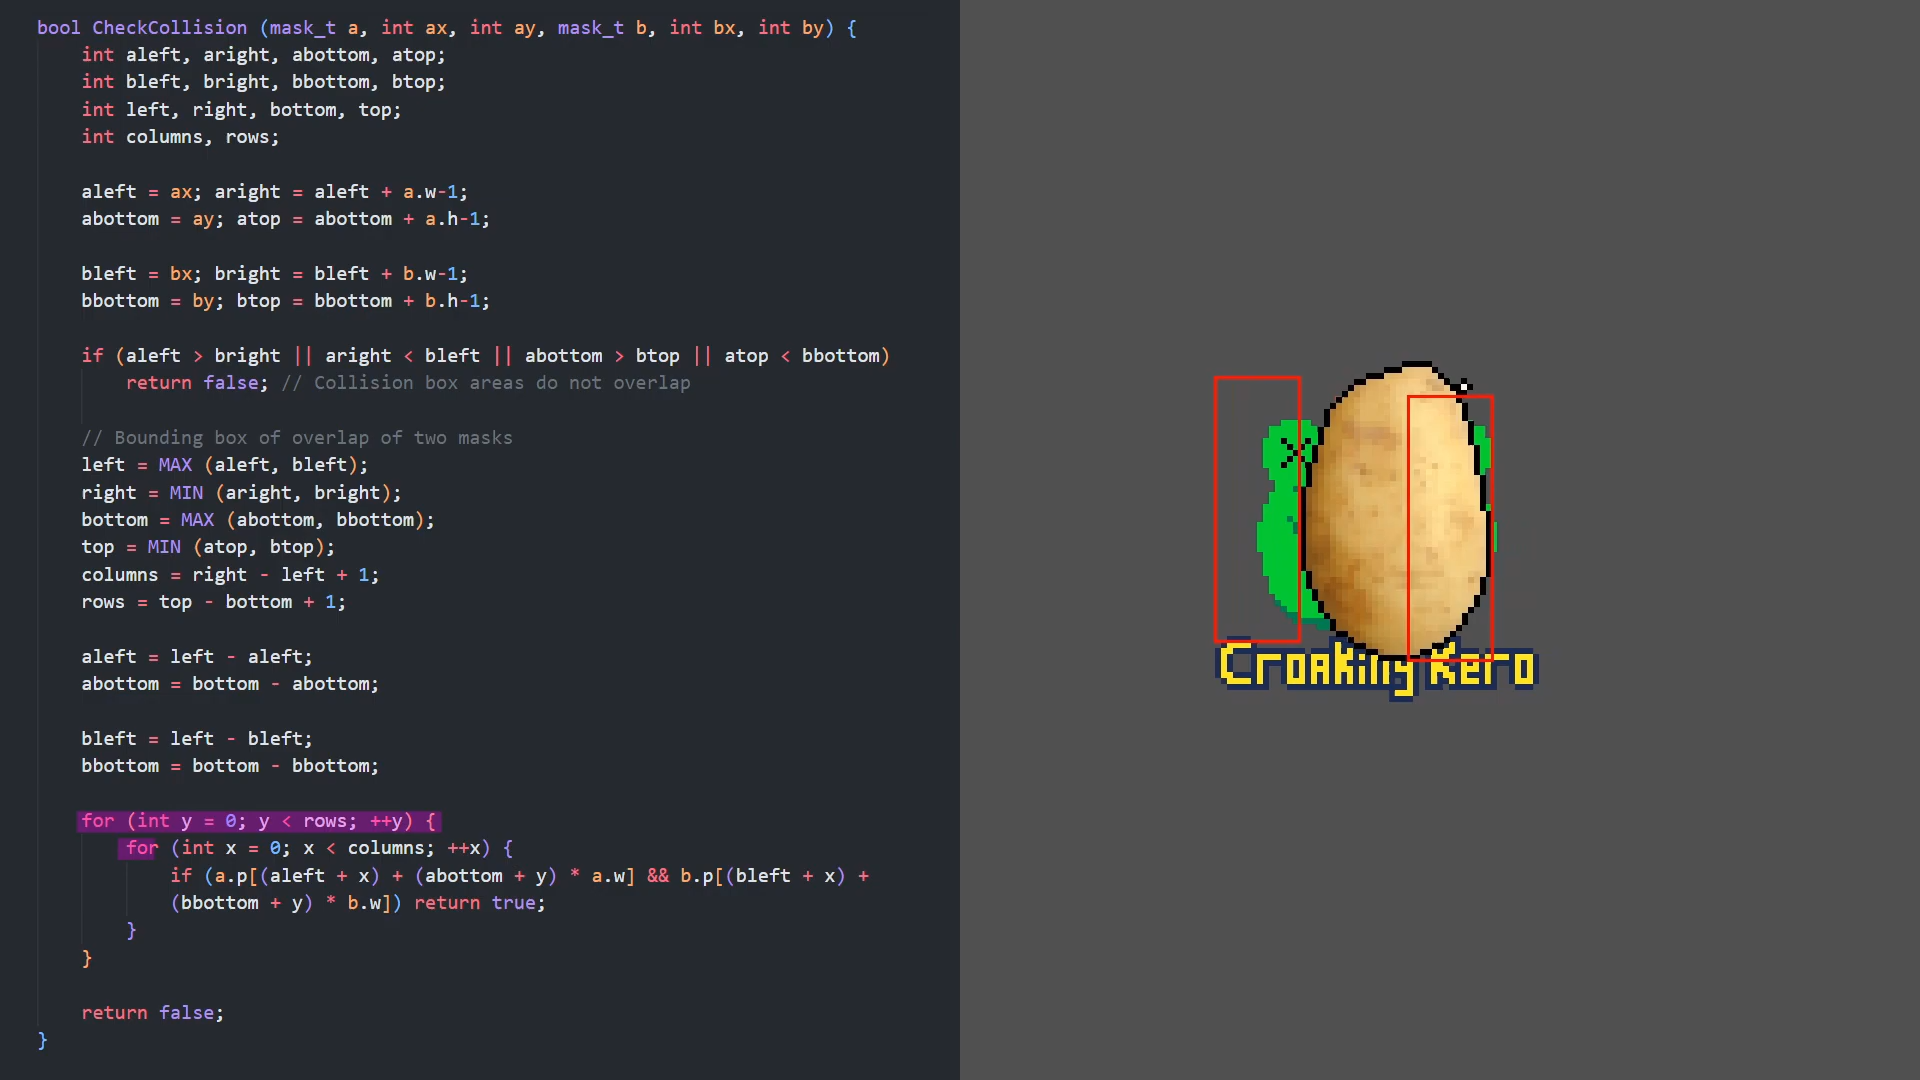 bool CheckCollision (mask_t a, int ax, int ay, mask_t b, int bx, int by) {
int aleft, aright, abottom, atop;
int bleft, bright, bbottom, btop;
int left, right, bottom, top;
int columns, rows;
aleft = ax; aright = aleft + a.w-1;
abottom = ay; atop = abottom + a.h-1;
bleft = bx; bright = bleft + b.w-1;
bbottom = by; btop = bbottom + b.h-1;
if (aleft > bright || aright < bleft || abottom > btop || atop < bbottom)
return false; // Collision box areas do not overlap
// Bounding box of overlap of two masks
left = MAX (aleft, bleft);
right = MIN (aright, bright);
bottom = MAX (abottom, bbottom);
top = MIN (atop, btop);
columns = right - left + 1;
rows = top - bottom + 1;
aleft = left - aleft;
abottom = bottom - abottom;
bleft = left - bleft;
bbottom = bottom - bbottom;
for (int y = 0; y < rows; ++y) {
for (int x = 0; x < columns; ++x) {
if (a.p[(aleft + x) + (abottom + y) * a.w] && b.p[(bleft + x) +
(bbottom + y) * b.w]) return true;
}
}
return false;
}
Croaking Kero